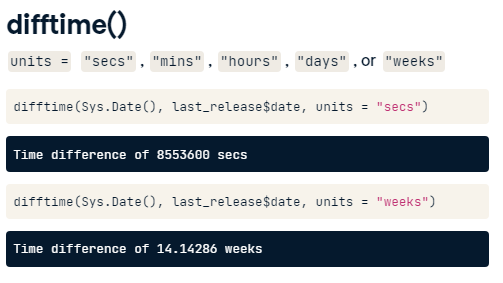 difftime()
units = "secs", "mins", "hours", "days", or "weeks"
difftime(Sys.Date(), last_release$date, units = "secs")
Time difference of 8553600 secs
difftime(Sys.Date(), last_release$date, units = "weeks")
Time difference of 14.14286 weeks